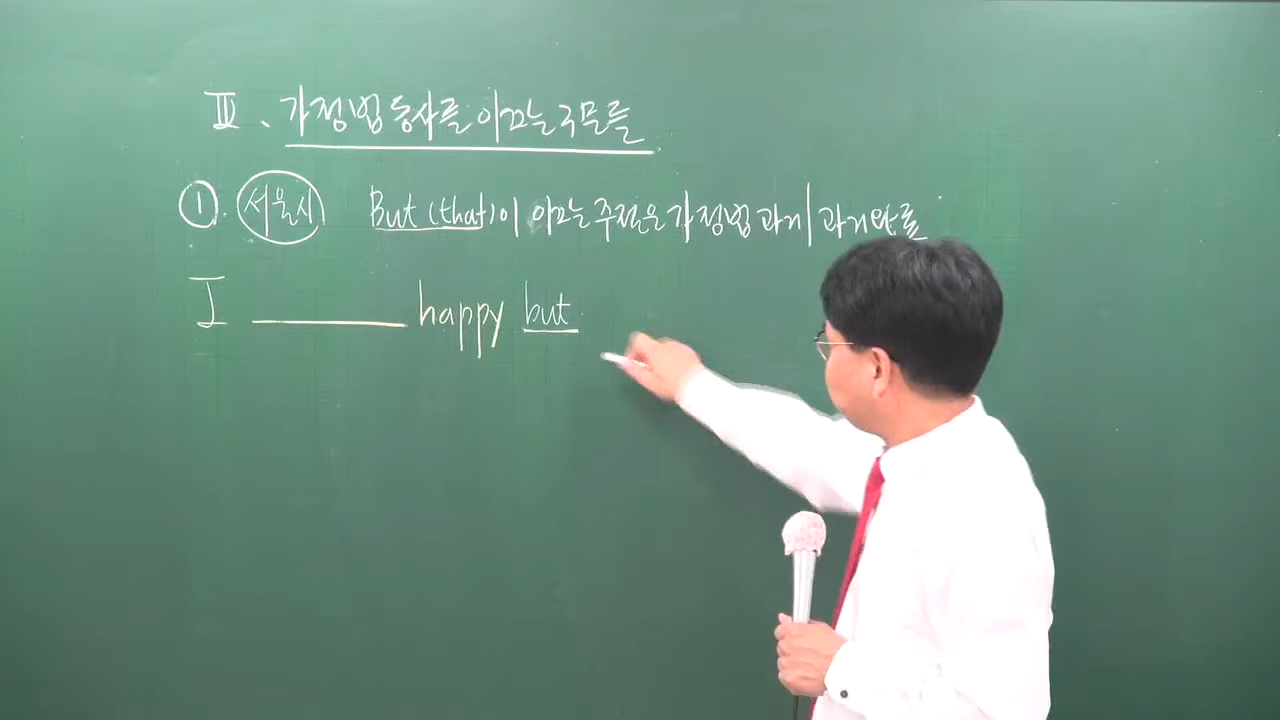 Ⅲ. 가정법 동사를 이끄는 구문들
①. 서울시 But (that)이 이끄는 주절은 가정법 과거 과거완료
I ________ happy but